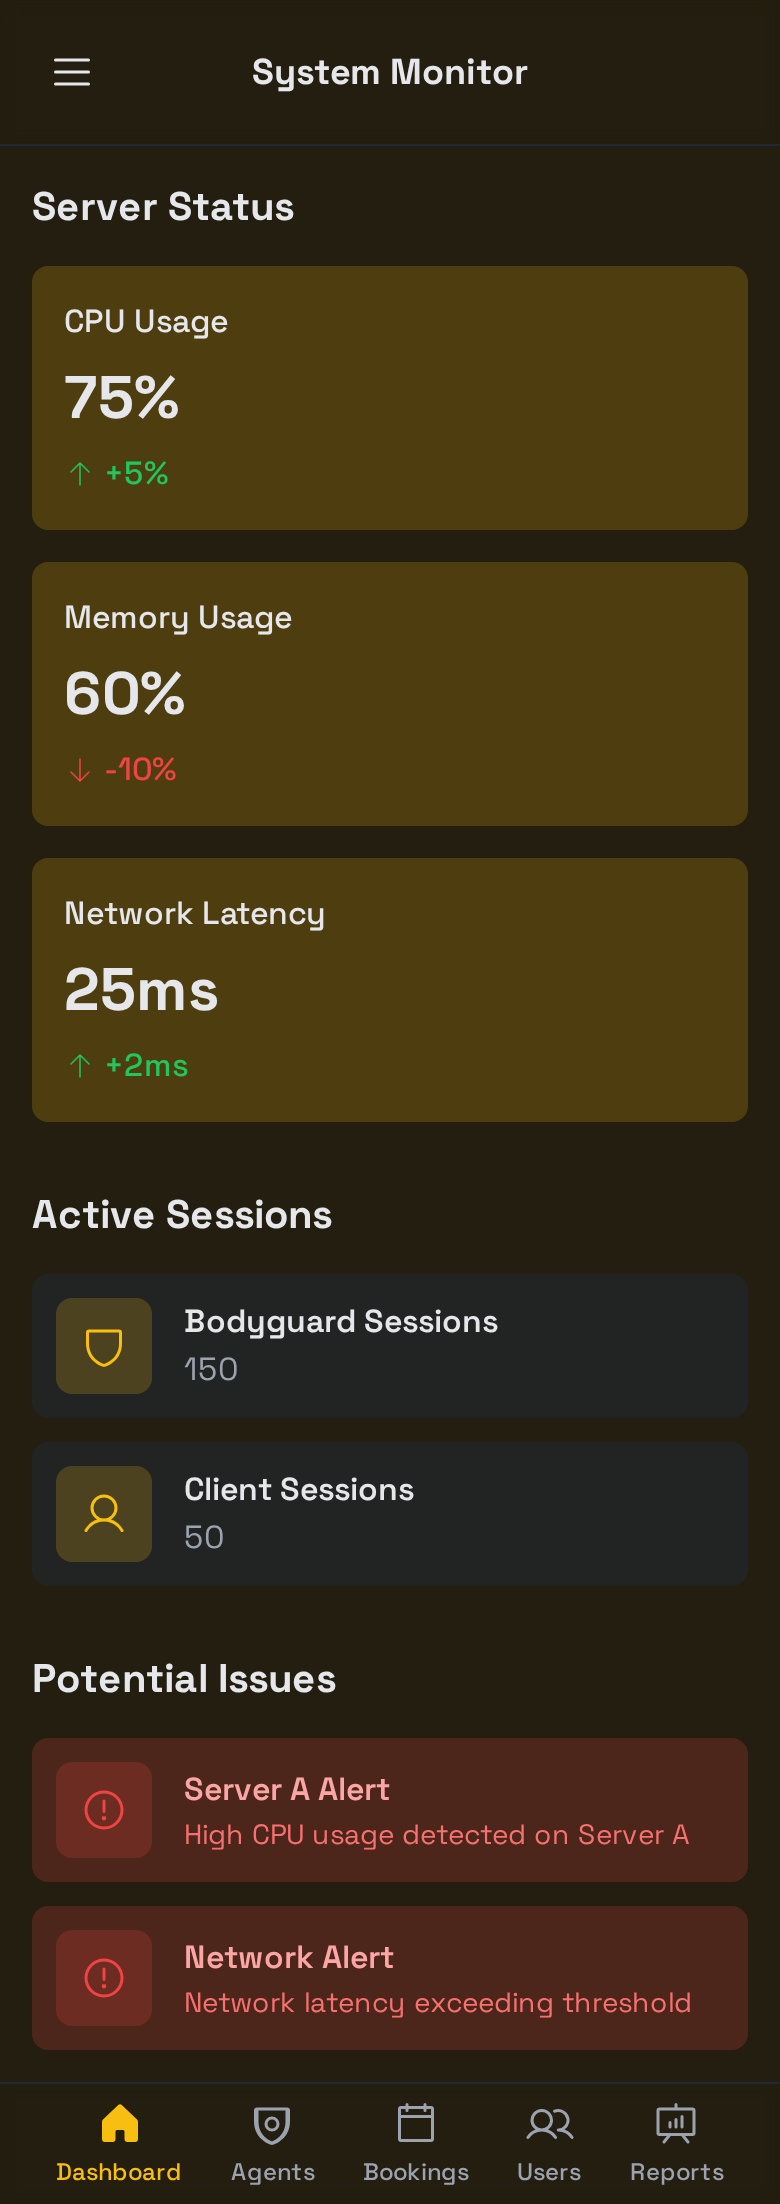 System Monitor
Server Status
CPU Usage
75%
↑ +5%
Memory Usage
60%
↓ -10%
Network Latency
25ms
↑ +2ms
Active Sessions
Bodyguard Sessions
150
Client Sessions
50
Potential Issues
Server A Alert
High CPU usage detected on Server A
Network Alert
Network latency exceeding threshold
Dashboard Agents Bookings Users Reports